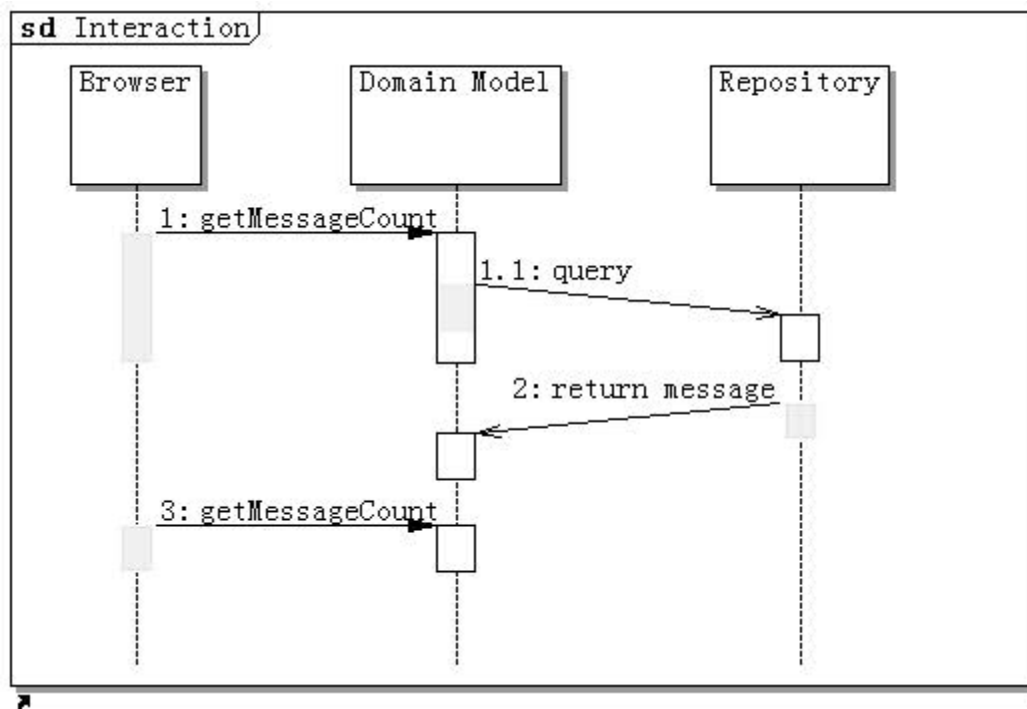 sd Interaction
Browser
Domain Model
Repository
1: getMessageCount
1.1: query
2: return message
3: getMessageCount